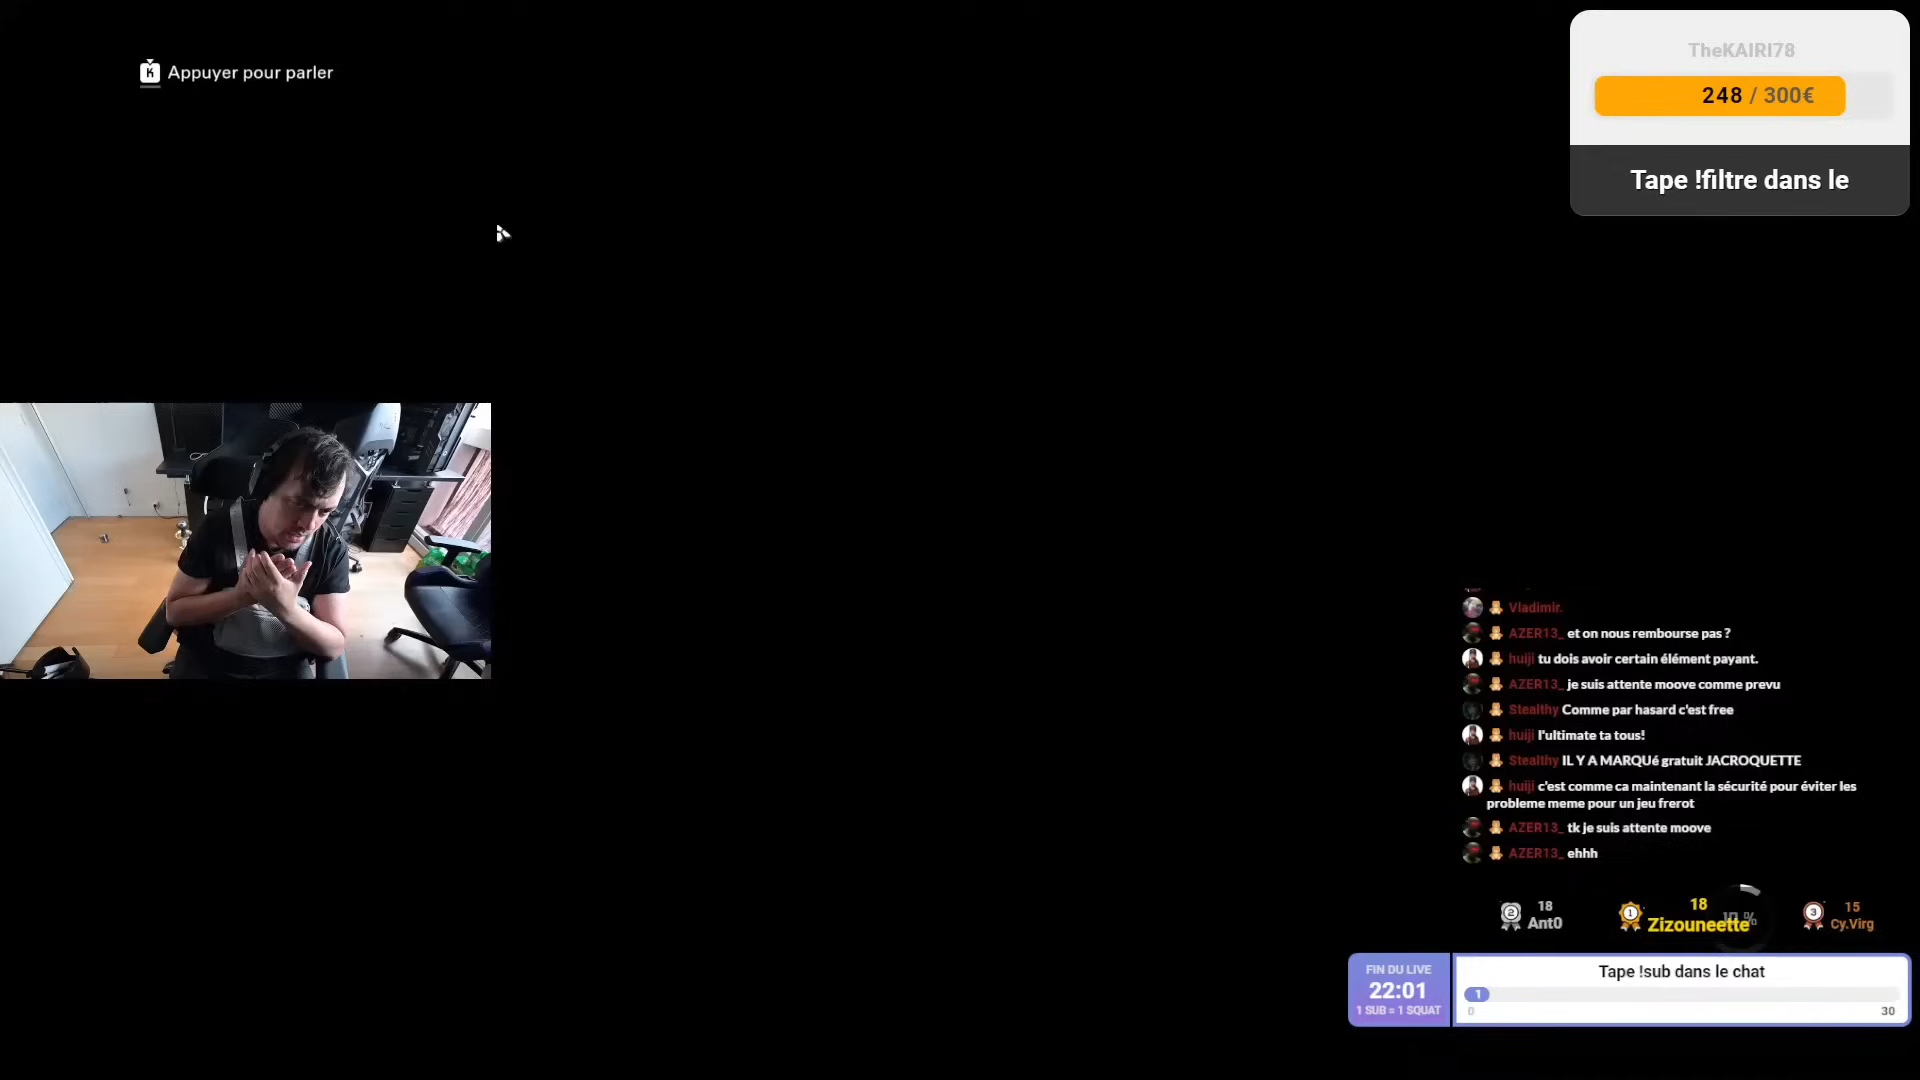 K Appuyer pour parler
TheKAIRI78
248 / 300€
Tape !filtre dans le
Vladimir.
AZER13_ et on nous rembourse pas ?
huiji tu dois avoir certain élément payant.
AZER13_ je suis attente moove comme prevu
Stealthy Comme par hasard c'est free
huiji l'ultimate ta tous!
Stealthy IL Y A MARQUé gratuit JACROQUETTE
huiji c'est comme ca maintenant la sécurité pour éviter les
probleme meme pour un jeu frerot
AZER13_ tk je suis attente moove
AZER13_ ehhh
2 18 Ant0
1 18 Zizouneette
10 %
3 15 Cy.Virg
FIN DU LIVE
22:01
1 SUB = 1 SQUAT
Tape !sub dans le chat
1
0 30